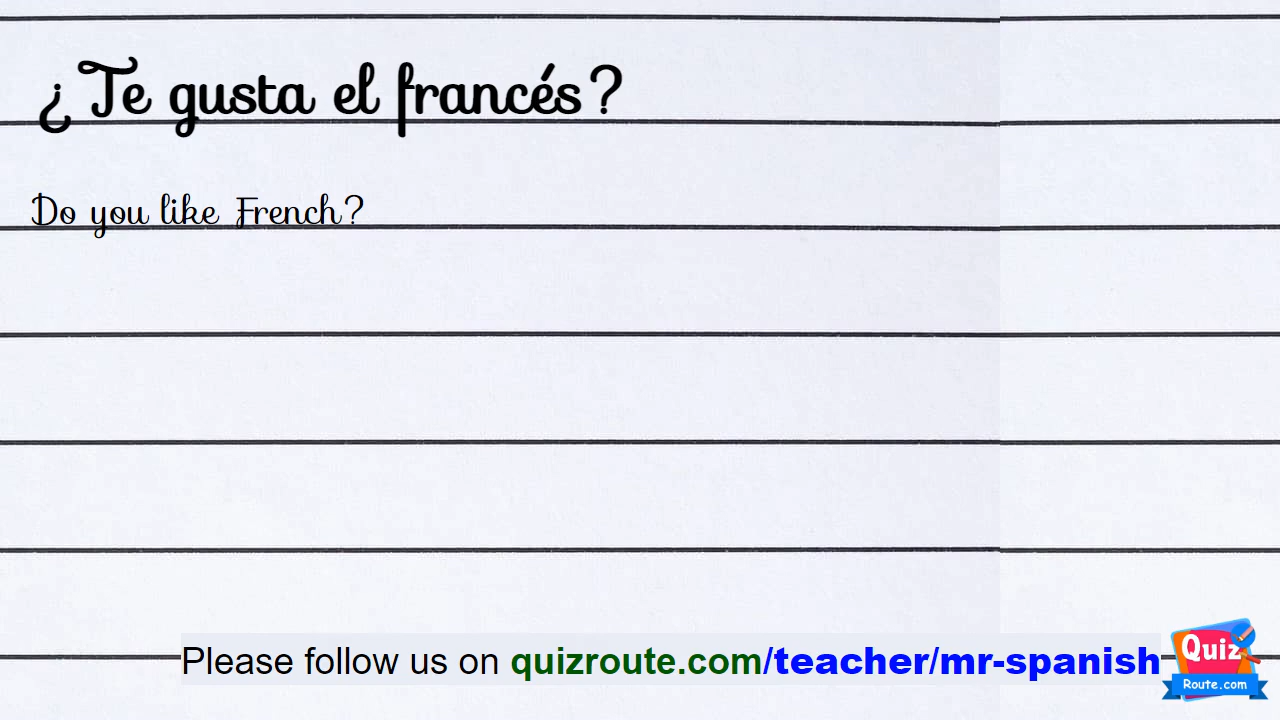 ¿Te gusta el francés?
Do you like French?
Please follow us on quizroute.com/teacher/mr-spanish
Quiz
Route.com